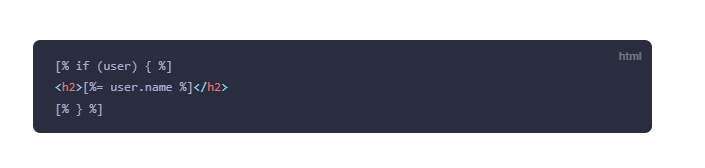 html
[% if (user) { %]
<h2>[%= user.name %]</h2>
[% } %]